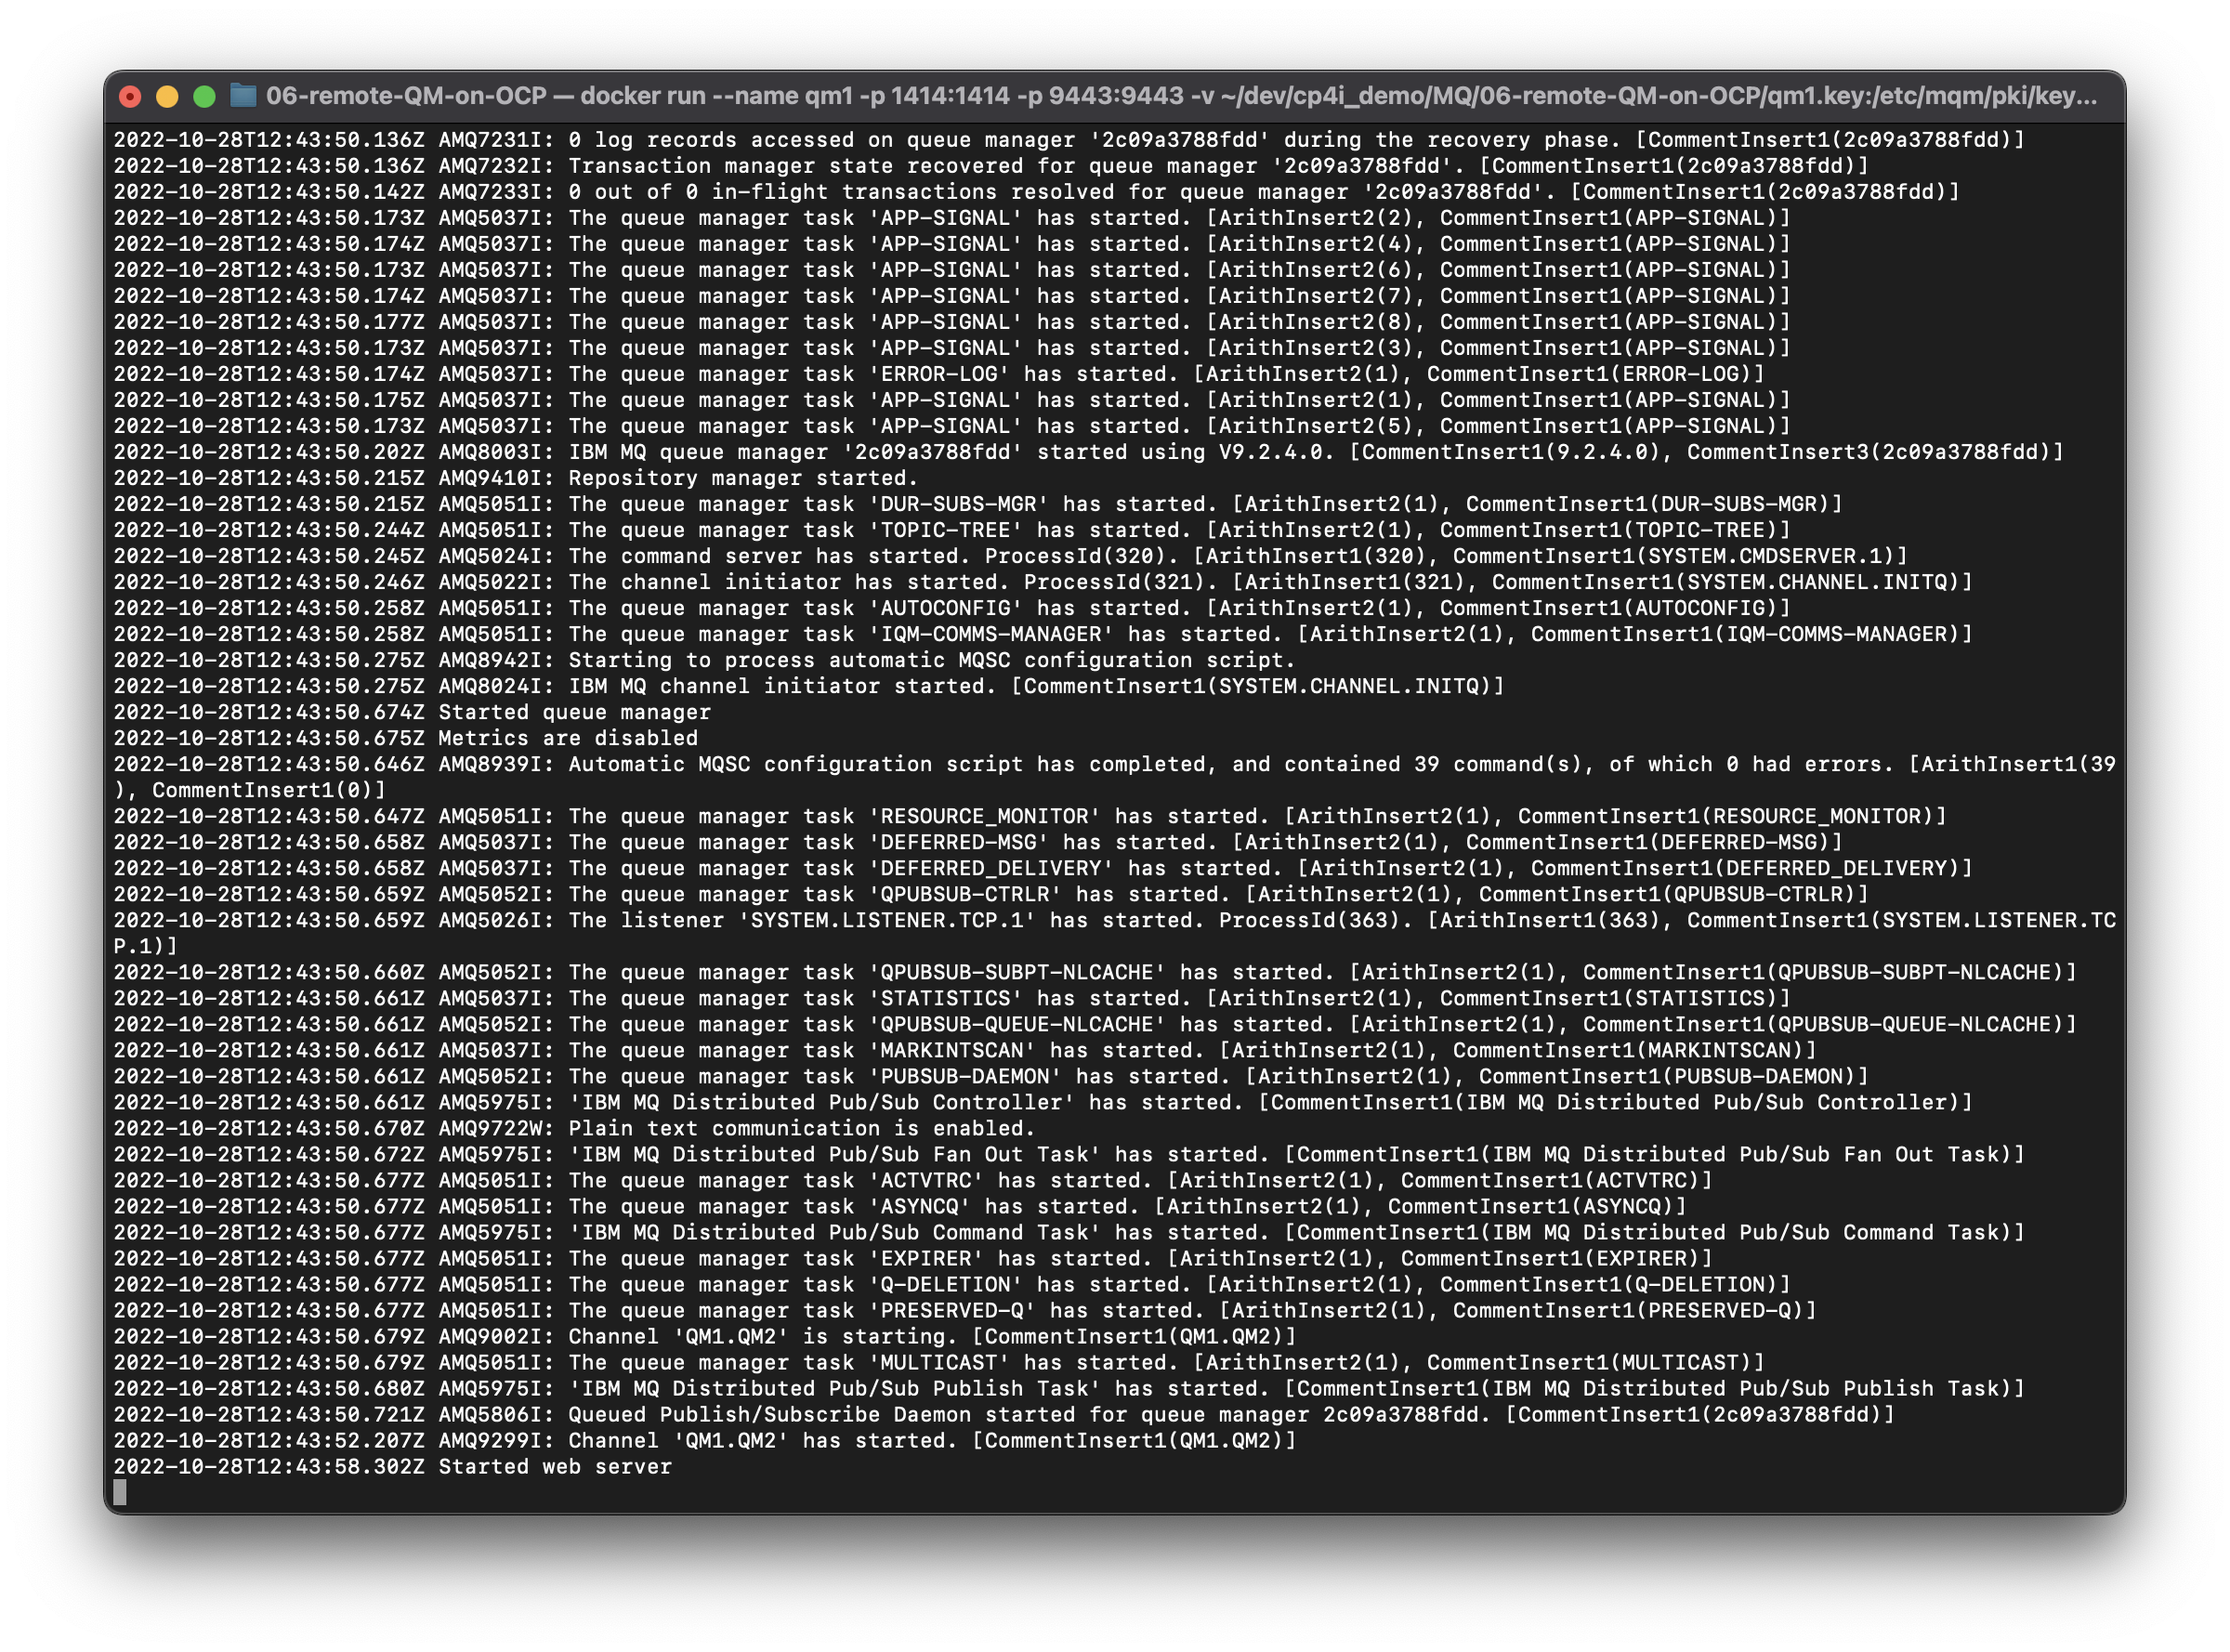 06-remote-QM-on-OCP — docker run --name qm1 -p 1414:1414 -p 9443:9443 -v ~/dev/cp4i_demo/MQ/06-remote-QM-on-OCP/qm1.key:/etc/mqm/pki/key...
2022-10-28T12:43:50.136Z AMQ7231I: 0 log records accessed on queue manager '2c09a3788fdd' during the recovery phase. [CommentInsert1(2c09a3788fdd)]
2022-10-28T12:43:50.136Z AMQ7232I: Transaction manager state recovered for queue manager '2c09a3788fdd'. [CommentInsert1(2c09a3788fdd)]
2022-10-28T12:43:50.142Z AMQ7233I: 0 out of 0 in-flight transactions resolved for queue manager '2c09a3788fdd'. [CommentInsert1(2c09a3788fdd)]
2022-10-28T12:43:50.173Z AMQ5037I: The queue manager task 'APP-SIGNAL' has started. [ArithInsert2(2), CommentInsert1(APP-SIGNAL)]
2022-10-28T12:43:50.174Z AMQ5037I: The queue manager task 'APP-SIGNAL' has started. [ArithInsert2(4), CommentInsert1(APP-SIGNAL)]
2022-10-28T12:43:50.173Z AMQ5037I: The queue manager task 'APP-SIGNAL' has started. [ArithInsert2(6), CommentInsert1(APP-SIGNAL)]
2022-10-28T12:43:50.174Z AMQ5037I: The queue manager task 'APP-SIGNAL' has started. [ArithInsert2(7), CommentInsert1(APP-SIGNAL)]
2022-10-28T12:43:50.177Z AMQ5037I: The queue manager task 'APP-SIGNAL' has started. [ArithInsert2(8), CommentInsert1(APP-SIGNAL)]
2022-10-28T12:43:50.173Z AMQ5037I: The queue manager task 'APP-SIGNAL' has started. [ArithInsert2(3), CommentInsert1(APP-SIGNAL)]
2022-10-28T12:43:50.174Z AMQ5037I: The queue manager task 'ERROR-LOG' has started. [ArithInsert2(1), CommentInsert1(ERROR-LOG)]
2022-10-28T12:43:50.175Z AMQ5037I: The queue manager task 'APP-SIGNAL' has started. [ArithInsert2(1), CommentInsert1(APP-SIGNAL)]
2022-10-28T12:43:50.173Z AMQ5037I: The queue manager task 'APP-SIGNAL' has started. [ArithInsert2(5), CommentInsert1(APP-SIGNAL)]
2022-10-28T12:43:50.202Z AMQ8003I: IBM MQ queue manager '2c09a3788fdd' started using V9.2.4.0. [CommentInsert1(9.2.4.0), CommentInsert3(2c09a3788fdd)]
2022-10-28T12:43:50.215Z AMQ9410I: Repository manager started.
2022-10-28T12:43:50.215Z AMQ5051I: The queue manager task 'DUR-SUBS-MGR' has started. [ArithInsert2(1), CommentInsert1(DUR-SUBS-MGR)]
2022-10-28T12:43:50.244Z AMQ5051I: The queue manager task 'TOPIC-TREE' has started. [ArithInsert2(1), CommentInsert1(TOPIC-TREE)]
2022-10-28T12:43:50.245Z AMQ5024I: The command server has started. ProcessId(320). [ArithInsert1(320), CommentInsert1(SYSTEM.CMDSERVER.1)]
2022-10-28T12:43:50.246Z AMQ5022I: The channel initiator has started. ProcessId(321). [ArithInsert1(321), CommentInsert1(SYSTEM.CHANNEL.INITQ)]
2022-10-28T12:43:50.258Z AMQ5051I: The queue manager task 'AUTOCONFIG' has started. [ArithInsert2(1), CommentInsert1(AUTOCONFIG)]
2022-10-28T12:43:50.258Z AMQ5051I: The queue manager task 'IQM-COMMS-MANAGER' has started. [ArithInsert2(1), CommentInsert1(IQM-COMMS-MANAGER)]
2022-10-28T12:43:50.275Z AMQ8942I: Starting to process automatic MQSC configuration script.
2022-10-28T12:43:50.275Z AMQ8024I: IBM MQ channel initiator started. [CommentInsert1(SYSTEM.CHANNEL.INITQ)]
2022-10-28T12:43:50.674Z Started queue manager
2022-10-28T12:43:50.675Z Metrics are disabled
2022-10-28T12:43:50.646Z AMQ8939I: Automatic MQSC configuration script has completed, and contained 39 command(s), of which 0 had errors. [ArithInsert1(39
), CommentInsert1(0)]
2022-10-28T12:43:50.647Z AMQ5051I: The queue manager task 'RESOURCE_MONITOR' has started. [ArithInsert2(1), CommentInsert1(RESOURCE_MONITOR)]
2022-10-28T12:43:50.658Z AMQ5037I: The queue manager task 'DEFERRED-MSG' has started. [ArithInsert2(1), CommentInsert1(DEFERRED-MSG)]
2022-10-28T12:43:50.658Z AMQ5037I: The queue manager task 'DEFERRED_DELIVERY' has started. [ArithInsert2(1), CommentInsert1(DEFERRED_DELIVERY)]
2022-10-28T12:43:50.659Z AMQ5052I: The queue manager task 'QPUBSUB-CTRLR' has started. [ArithInsert2(1), CommentInsert1(QPUBSUB-CTRLR)]
2022-10-28T12:43:50.659Z AMQ5026I: The listener 'SYSTEM.LISTENER.TCP.1' has started. ProcessId(363). [ArithInsert1(363), CommentInsert1(SYSTEM.LISTENER.TC
P.1)]
2022-10-28T12:43:50.660Z AMQ5052I: The queue manager task 'QPUBSUB-SUBPT-NLCACHE' has started. [ArithInsert2(1), CommentInsert1(QPUBSUB-SUBPT-NLCACHE)]
2022-10-28T12:43:50.661Z AMQ5037I: The queue manager task 'STATISTICS' has started. [ArithInsert2(1), CommentInsert1(STATISTICS)]
2022-10-28T12:43:50.661Z AMQ5052I: The queue manager task 'QPUBSUB-QUEUE-NLCACHE' has started. [ArithInsert2(1), CommentInsert1(QPUBSUB-QUEUE-NLCACHE)]
2022-10-28T12:43:50.661Z AMQ5037I: The queue manager task 'MARKINTSCAN' has started. [ArithInsert2(1), CommentInsert1(MARKINTSCAN)]
2022-10-28T12:43:50.661Z AMQ5052I: The queue manager task 'PUBSUB-DAEMON' has started. [ArithInsert2(1), CommentInsert1(PUBSUB-DAEMON)]
2022-10-28T12:43:50.661Z AMQ5975I: 'IBM MQ Distributed Pub/Sub Controller' has started. [CommentInsert1(IBM MQ Distributed Pub/Sub Controller)]
2022-10-28T12:43:50.670Z AMQ9722W: Plain text communication is enabled.
2022-10-28T12:43:50.672Z AMQ5975I: 'IBM MQ Distributed Pub/Sub Fan Out Task' has started. [CommentInsert1(IBM MQ Distributed Pub/Sub Fan Out Task)]
2022-10-28T12:43:50.677Z AMQ5051I: The queue manager task 'ACTVTRC' has started. [ArithInsert2(1), CommentInsert1(ACTVTRC)]
2022-10-28T12:43:50.677Z AMQ5051I: The queue manager task 'ASYNCQ' has started. [ArithInsert2(1), CommentInsert1(ASYNCQ)]
2022-10-28T12:43:50.677Z AMQ5975I: 'IBM MQ Distributed Pub/Sub Command Task' has started. [CommentInsert1(IBM MQ Distributed Pub/Sub Command Task)]
2022-10-28T12:43:50.677Z AMQ5051I: The queue manager task 'EXPIRER' has started. [ArithInsert2(1), CommentInsert1(EXPIRER)]
2022-10-28T12:43:50.677Z AMQ5051I: The queue manager task 'Q-DELETION' has started. [ArithInsert2(1), CommentInsert1(Q-DELETION)]
2022-10-28T12:43:50.677Z AMQ5051I: The queue manager task 'PRESERVED-Q' has started. [ArithInsert2(1), CommentInsert1(PRESERVED-Q)]
2022-10-28T12:43:50.679Z AMQ9002I: Channel 'QM1.QM2' is starting. [CommentInsert1(QM1.QM2)]
2022-10-28T12:43:50.679Z AMQ5051I: The queue manager task 'MULTICAST' has started. [ArithInsert2(1), CommentInsert1(MULTICAST)]
2022-10-28T12:43:50.680Z AMQ5975I: 'IBM MQ Distributed Pub/Sub Publish Task' has started. [CommentInsert1(IBM MQ Distributed Pub/Sub Publish Task)]
2022-10-28T12:43:50.721Z AMQ5806I: Queued Publish/Subscribe Daemon started for queue manager 2c09a3788fdd. [CommentInsert1(2c09a3788fdd)]
2022-10-28T12:43:52.207Z AMQ9299I: Channel 'QM1.QM2' has started. [CommentInsert1(QM1.QM2)]
2022-10-28T12:43:58.302Z Started web server